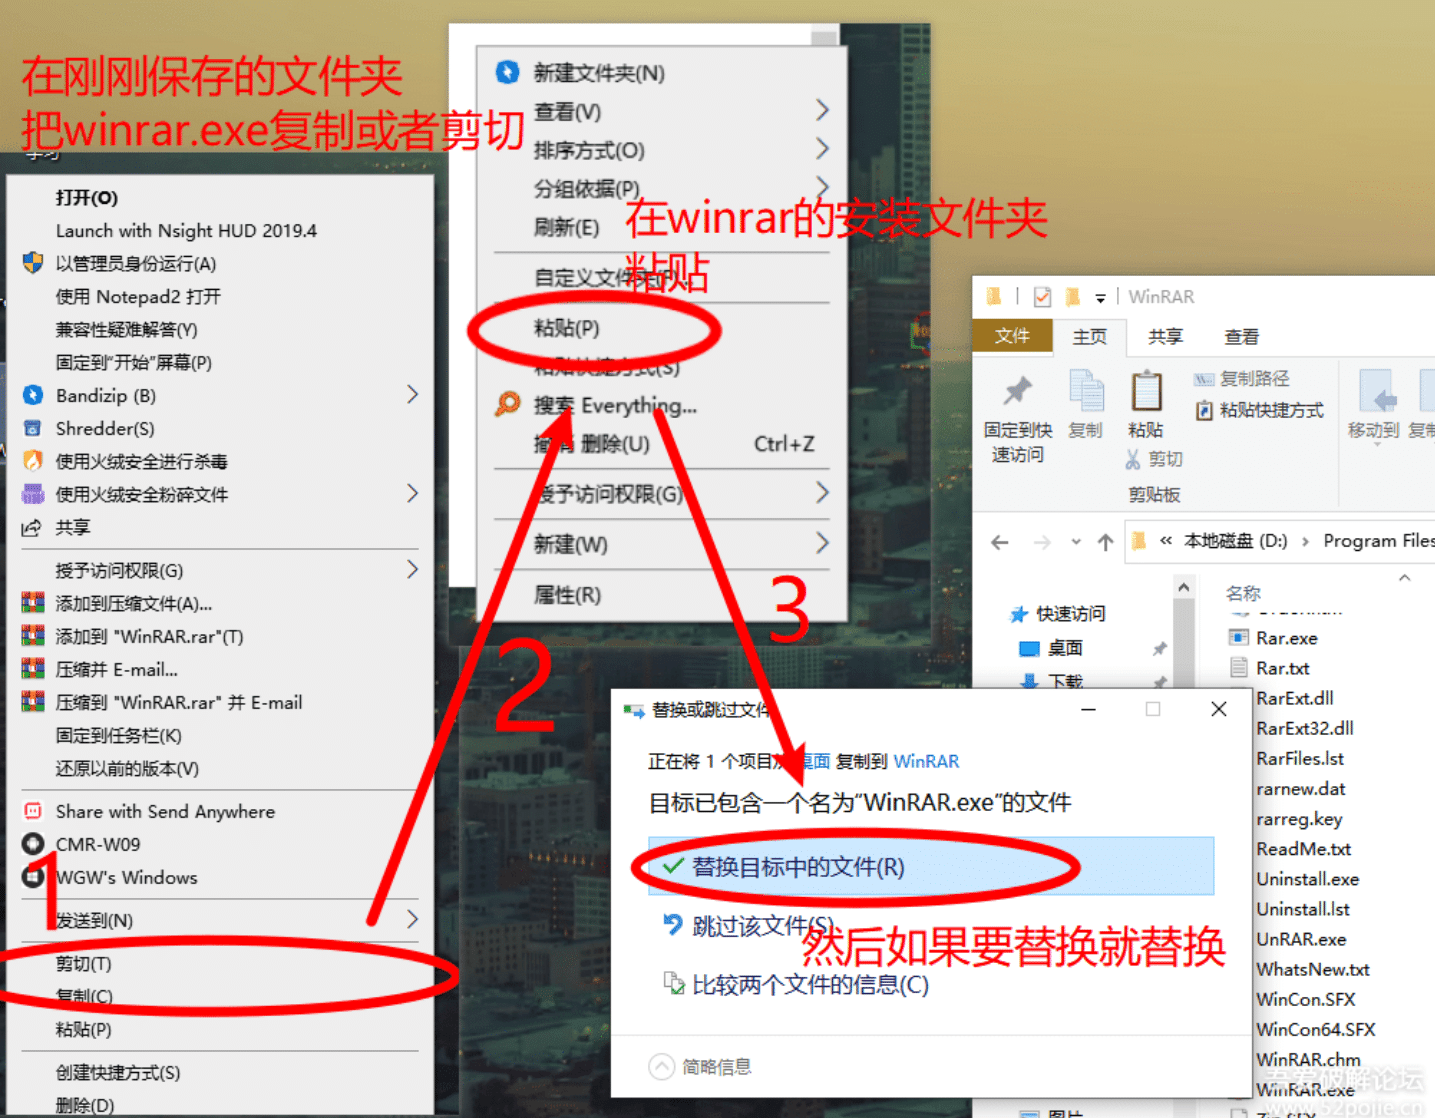 在刚刚保存的文件夹
把winrar.exe复制或者剪切
学习
打开(O)
Launch with Nsight HUD 2019.4
以管理员身份运行(A)
使用 Notepad2 打开
兼容性疑难解答(Y)
固定到"开始"屏幕(P)
Bandizip (B)
Shredder(S)
使用火绒安全进行杀毒
使用火绒安全粉碎文件
共享
授予访问权限(G)
添加到压缩文件(A)...
添加到 "WinRAR.rar"(T)
压缩并 E-mail...
压缩到 "WinRAR.rar" 并 E-mail
固定到任务栏(K)
还原以前的版本(V)
Share with Send Anywhere
CMR-W09
WGW's Windows
1
发送到(N)
剪切(T)
复制(C)
粘贴(P)
创建快捷方式(S)
删除(D)
新建文件夹(N)
查看(V)
排序方式(O)
分组依据(P)
刷新(E)
在winrar的安装文件夹
粘贴
自定义文件夹(F)...
粘贴(P)
粘贴快捷方式(S)
搜索 Everything...
撤消 删除(U) Ctrl+Z
授予访问权限(G)
新建(W)
属性(R)
2
3
WinRAR
文件 主页 共享 查看
固定到快
速访问
复制
粘贴
复制路径
粘贴快捷方式
剪切
移动到
剪贴板
« 本地磁盘 (D:) › Program Files
快速访问
桌面
下载
图片
名称
Rar.exe
Rar.txt
RarExt.dll
RarExt32.dll
RarFiles.lst
rarnew.dat
rarreg.key
ReadMe.txt
Uninstall.exe
Uninstall.lst
UnRAR.exe
WhatsNew.txt
WinCon.SFX
WinCon64.SFX
WinRAR.chm
WinRAR.exe
Zip.SFX
替换或跳过文件
正在将 1 个项目从 桌面 复制到 WinRAR
目标已包含一个名为"WinRAR.exe"的文件
替换目标中的文件(R)
跳过该文件(S)
然后如果要替换就替换
比较两个文件的信息(C)
简略信息
吾爱破解论坛
www.52pojie.cn